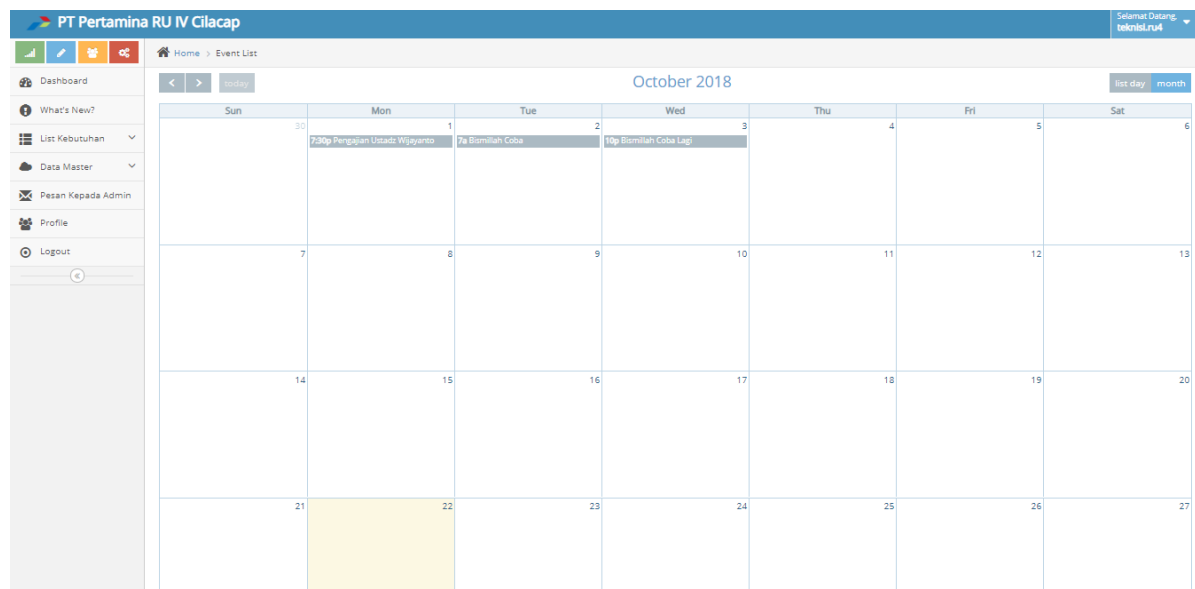 PT Pertamina RU IV Cilacap
Selamat Datang,
teknisi.ru4
Home > Event List
Dashboard
What's New?
List Kebutuhan
Data Master
Pesan Kepada Admin
Profile
Logout
today
October 2018
list day month
Sun Mon Tue Wed Thu Fri Sat
30 1 2 3 4 5 6
7:30p Pengajian Ustadz Wijayanto 7a Bismillah Coba 10p Bismillah Coba Lagi
7 8 9 10 11 12 13
14 15 16 17 18 19 20
21 22 23 24 25 26 27